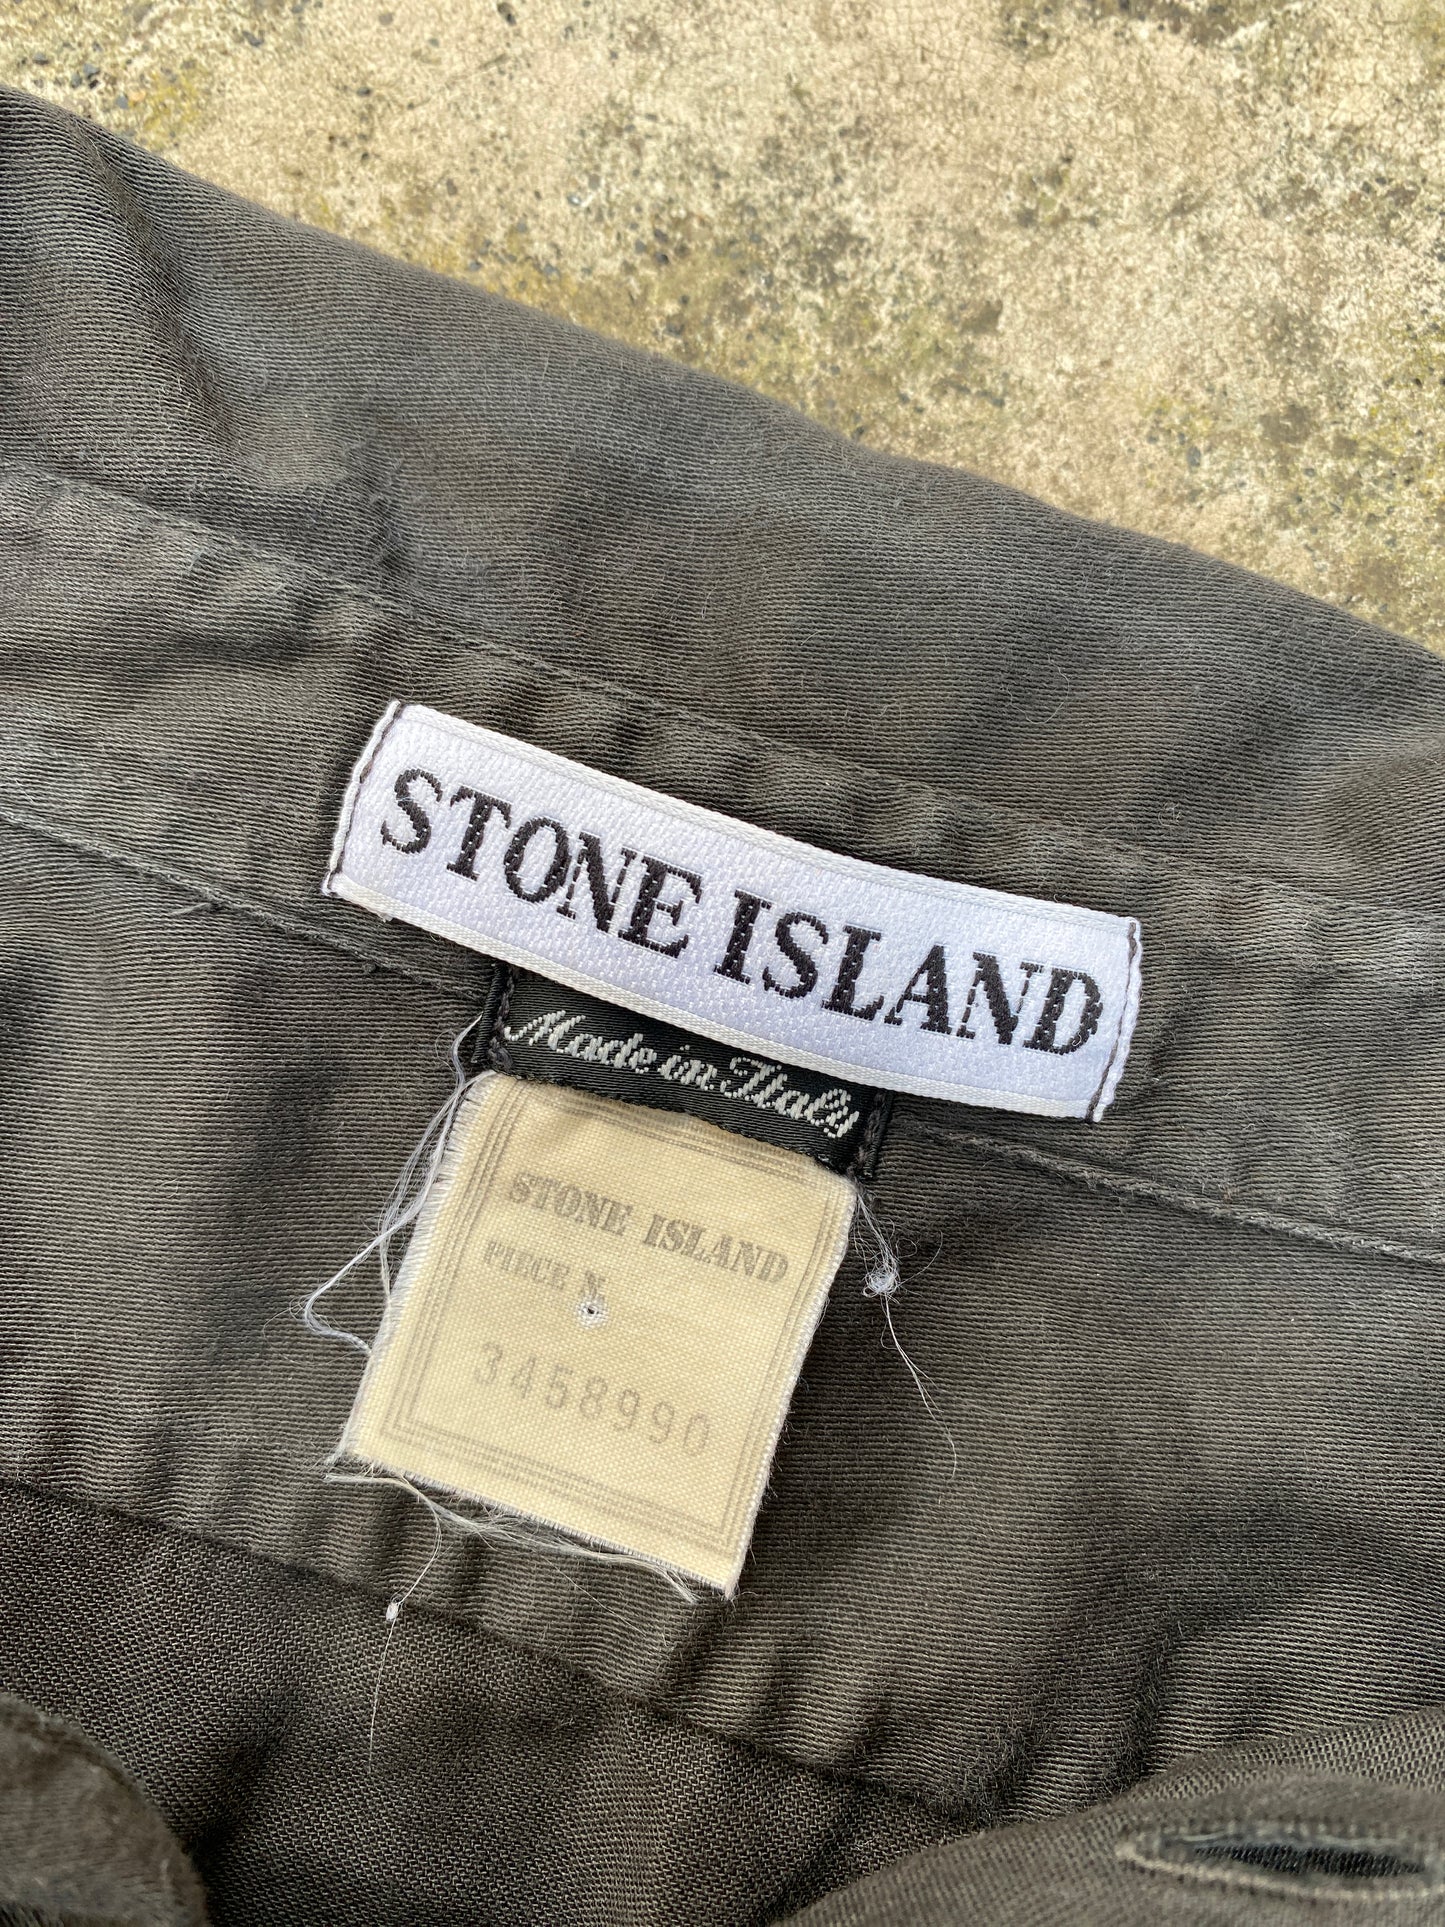 STONE ISLAND
Made in Italy
STONE ISLAND
PIECE N.
3458990